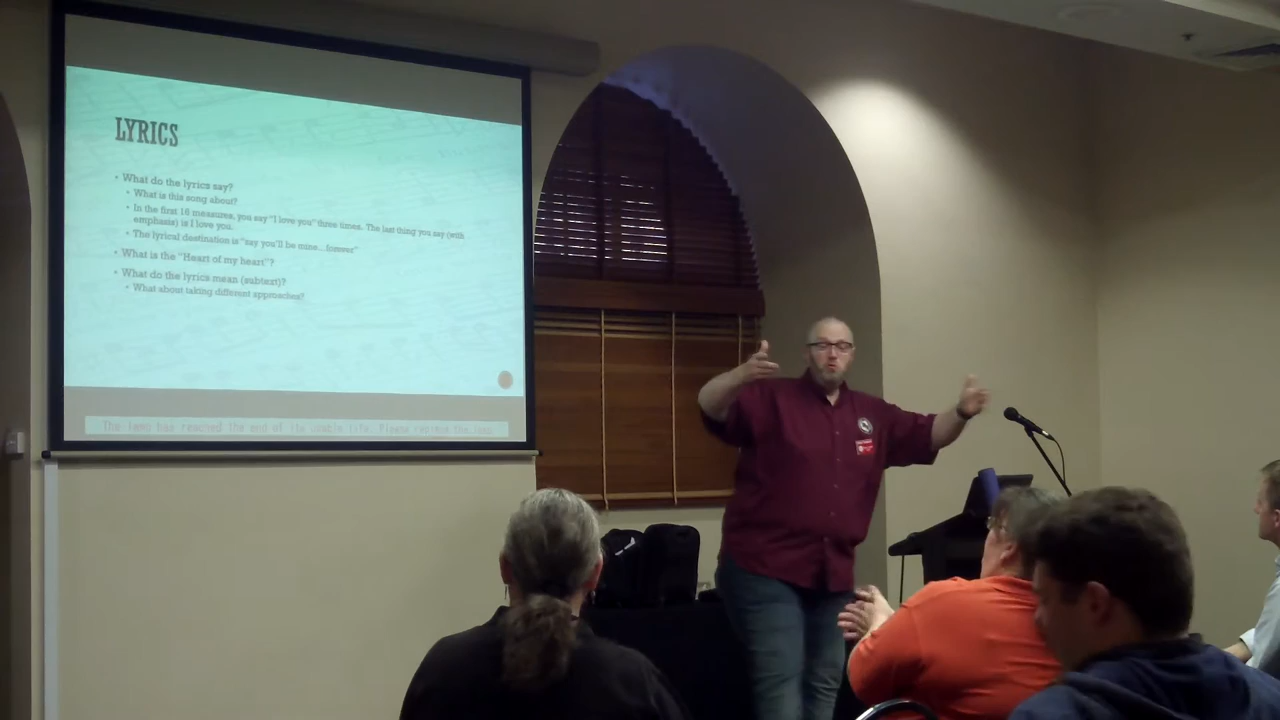 LYRICS
• What do the lyrics say?
• What is this song about?
• In the first 16 measures, you say "I love you" three times. The last thing you say (with
emphasis) is I love you.
• The lyrical destination is "say you'll be mine... forever"
• What is the "Heart of my heart"?
• What do the lyrics mean (subtext)?
• What about taking different approaches?
The lamp has reached the end of its usable life. Please replace the lamp.